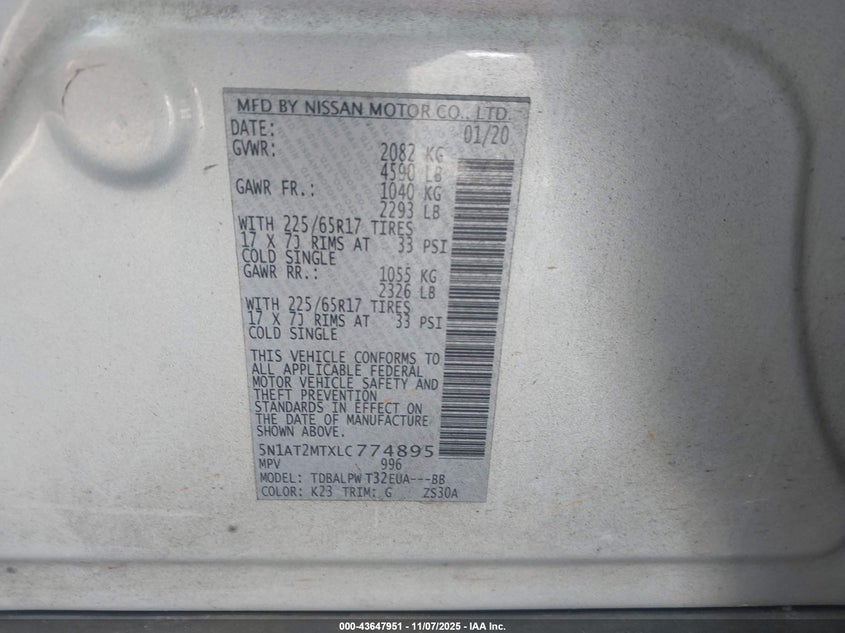 MFD BY NISSAN MOTOR CO., LTD.
DATE: 01/20
GVWR: 2082 KG
4590 LB
GAWR FR.: 1040 KG
2293 LB
WITH 225/65R17 TIRES
17 X 7J RIMS AT 33 PSI
COLD SINGLE
GAWR RR.: 1055 KG
2326 LB
WITH 225/65R17 TIRES
17 X 7J RIMS AT 33 PSI
COLD SINGLE
THIS VEHICLE CONFORMS TO
ALL APPLICABLE FEDERAL
MOTOR VEHICLE SAFETY AND
THEFT PREVENTION
STANDARDS IN EFFECT ON
THE DATE OF MANUFACTURE
SHOWN ABOVE.
5N1AT2MTXLC774895
MPV 996
MODEL: TDBALPW T32EUA---BB
COLOR: K23 TRIM: G ZS30A
000-43647951 - 11/07/2025 - IAA Inc.